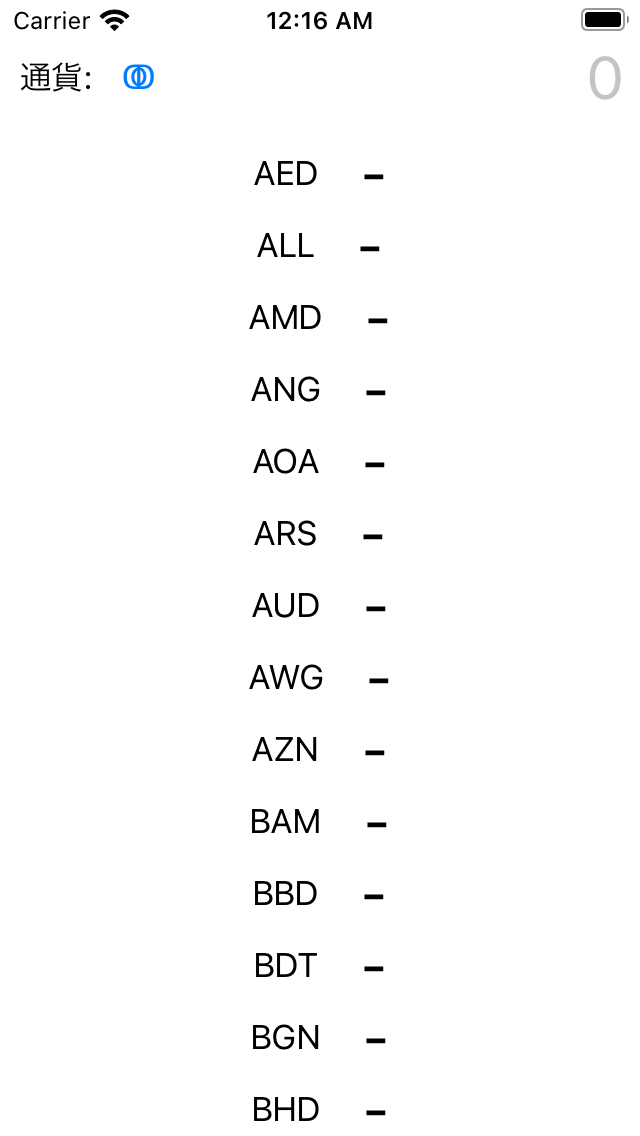 Carrier 12:16 AM
通貨: 0
AED -
ALL -
AMD -
ANG -
AOA -
ARS -
AUD -
AWG -
AZN -
BAM -
BBD -
BDT -
BGN -
BHD -